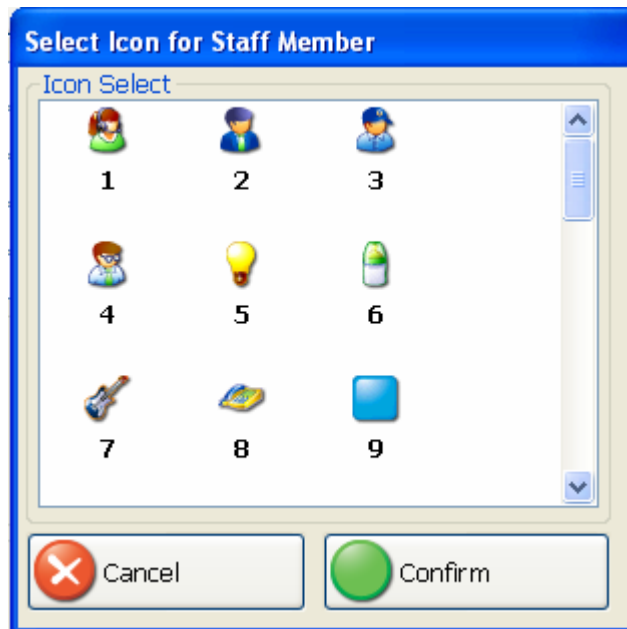 Select Icon for Staff Member
Icon Select
1 2 3
4 5 6
7 8 9
Cancel Confirm